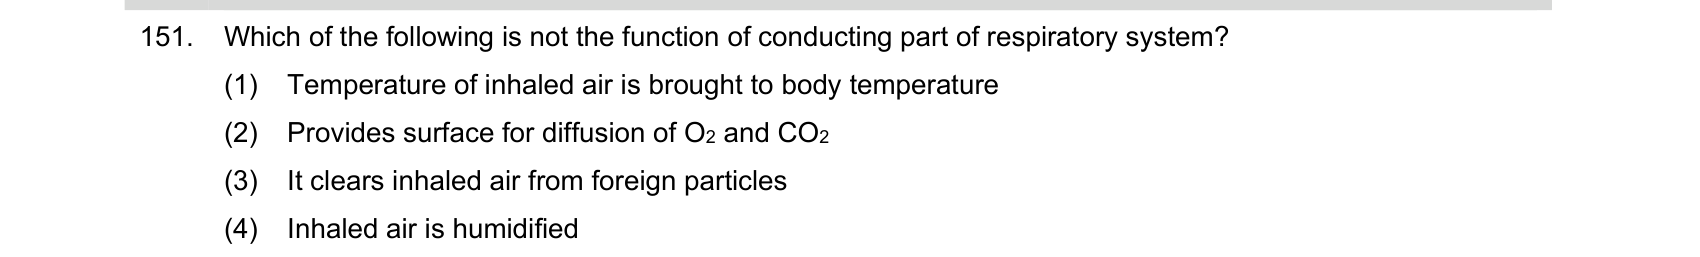 151. Which of the following is not the function of conducting part of respiratory system?
(1) Temperature of inhaled air is brought to body temperature
(2) Provides surface for diffusion of O2 and CO2
(3) It clears inhaled air from foreign particles
(4) Inhaled air is humidified